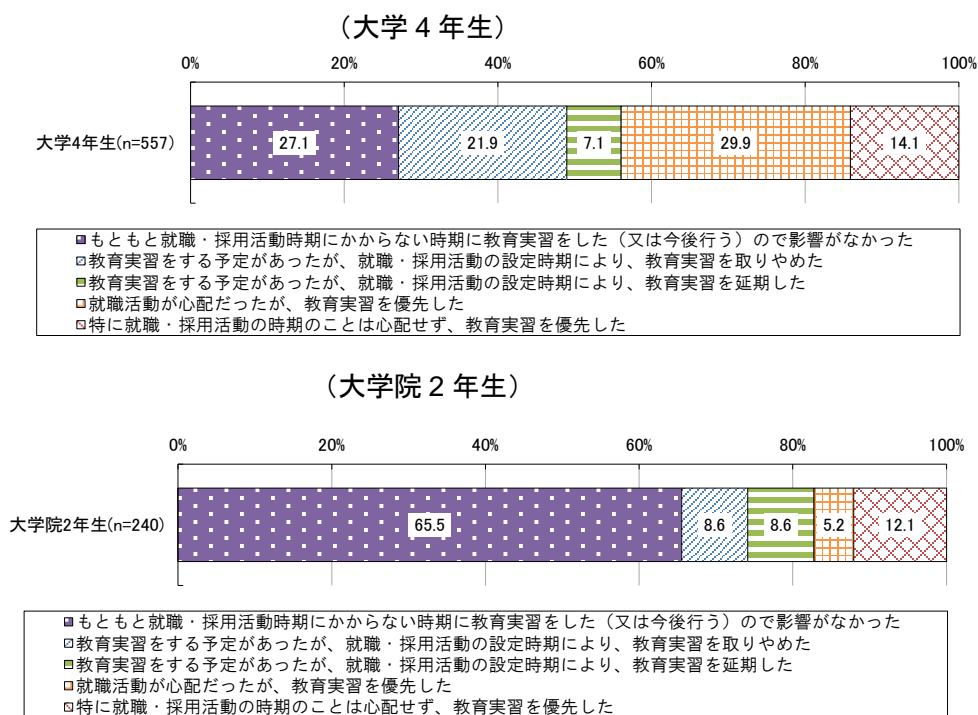 （大学４年生）
0% 20% 40% 60% 80% 100%
大学4年生(n=557) 27.1 21.9 7.1 29.9 14.1
もともと就職・採用活動時期にかからない時期に教育実習をした（又は今後行う）ので影響がなかった
教育実習をする予定があったが、就職・採用活動の設定時期により、教育実習を取りやめた
教育実習をする予定があったが、就職・採用活動の設定時期により、教育実習を延期した
就職活動が心配だったが、教育実習を優先した
特に就職・採用活動の時期のことは心配せず、教育実習を優先した
（大学院２年生）
0% 20% 40% 60% 80% 100%
大学院2年生(n=240) 65.5 8.6 8.6 5.2 12.1
もともと就職・採用活動時期にかからない時期に教育実習をした（又は今後行う）ので影響がなかった
教育実習をする予定があったが、就職・採用活動の設定時期により、教育実習を取りやめた
教育実習をする予定があったが、就職・採用活動の設定時期により、教育実習を延期した
就職活動が心配だったが、教育実習を優先した
特に就職・採用活動の時期のことは心配せず、教育実習を優先した